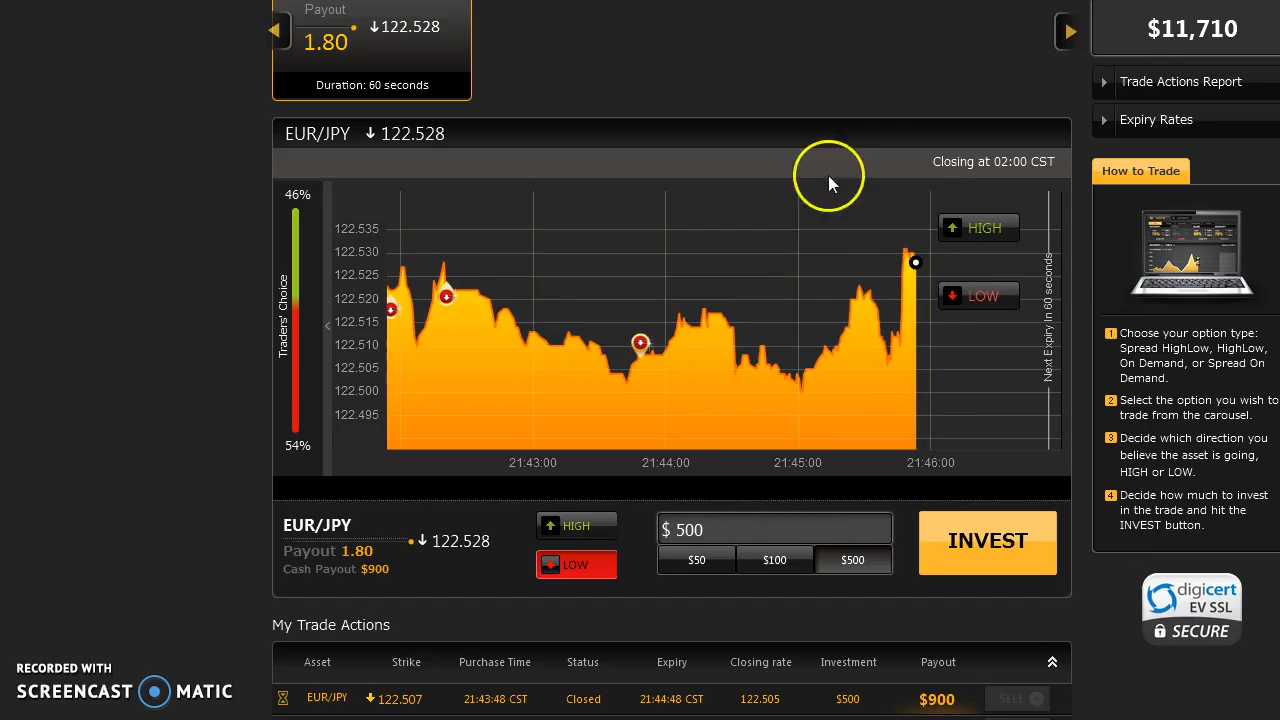 Payout
1.80
122.528
Duration: 60 seconds
$11,710
Trade Actions Report
Expiry Rates
EUR/JPY 122.528
Closing at 02:00 CST
How to Trade
46%
Traders' Choice
54%
122.535
122.530
122.525
122.520
122.515
122.510
122.505
122.500
122.495
21:43:00
21:44:00
21:45:00
21:46:00
HIGH
LOW
Next Expiry In 60 seconds
1 Choose your option type:
Spread HighLow, HighLow,
On Demand, or Spread On
Demand.
2 Select the option you wish to
trade from the carousel.
3 Decide which direction you
believe the asset is going,
HIGH or LOW.
4 Decide how much to invest
in the trade and hit the
INVEST button.
EUR/JPY
Payout 1.80
Cash Payout $900
122.528
HIGH
LOW
$ 500
$50
$100
$500
INVEST
digicert
EV SSL
SECURE
My Trade Actions
Asset Strike Purchase Time Status Expiry Closing rate Investment Payout
EUR/JPY 122.507 21:43:48 CST Closed 21:44:48 CST 122.505 $500 $900 SELL
RECORDED WITH
SCREENCAST MATIC